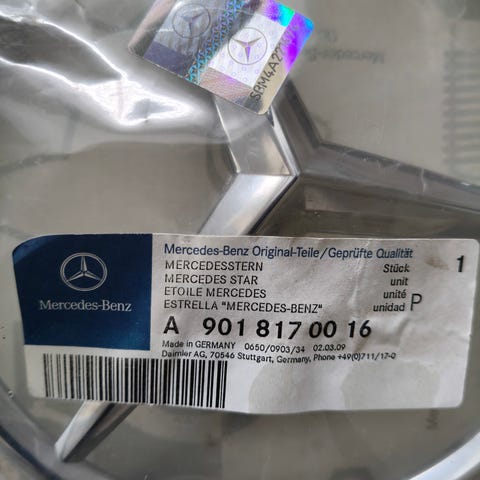 SBM4A2
Mercedes-Benz
Mercedes-Benz Original-Teile/Geprüfte Qualität
MERCEDESSTERN Stück 1
MERCEDES STAR unit
ETOILE MERCEDES unité P
ESTRELLA "MERCEDES-BENZ" unidad
A 901 817 00 16
Made in GERMANY 0650/0903/34 02.03.09
Daimler AG, 70546 Stuttgart, Germany, Phone +49(0)711/17-0